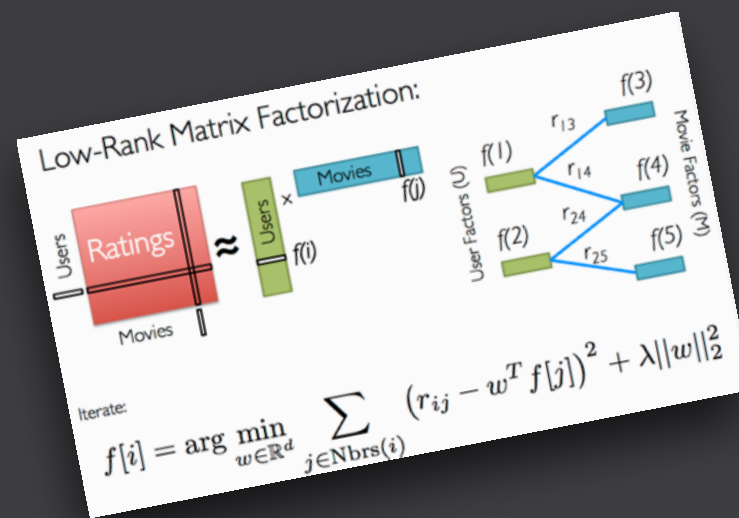 Low-Rank Matrix Factorization:
Users
Ratings
Movies
≈
Users
f(i)
x
Movies
f(j)
User Factors (U)
f(1)
f(2)
r13
r14
r24
r25
f(3)
f(4)
f(5)
Movie Factors (M)
Iterate:
f[i] = arg min_{w∈ℝ^d} ∑_{j∈Nbrs(i)} (r_{ij} − w^T f[j])^2 + λ||w||_2^2